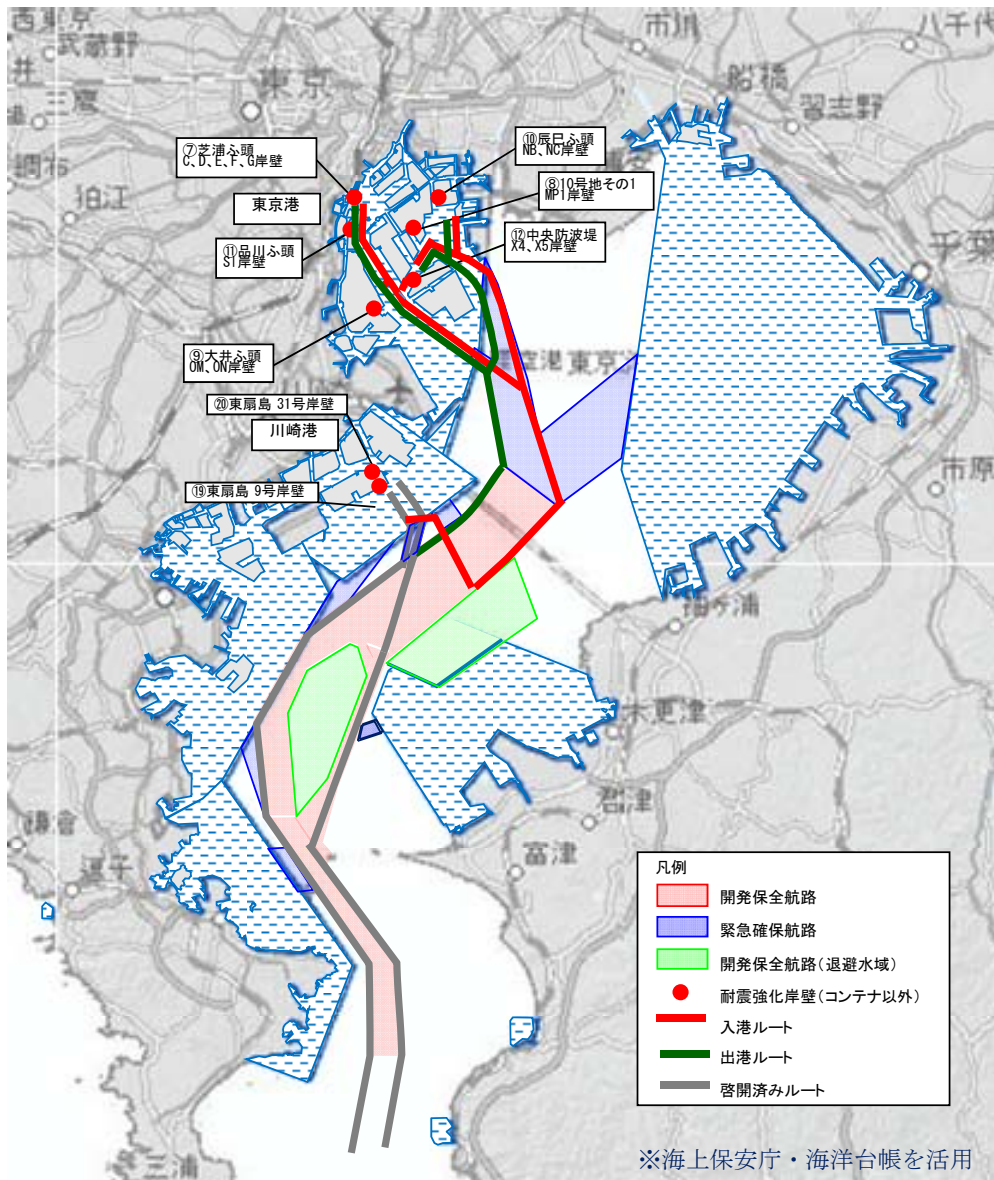 西東京
武蔵野
井
三鷹
調布
狛江
東京
市川
八千代
船橋
習志野
千葉
市原
⑦芝浦ふ頭
C、D、E、F、G岸壁
⑩辰巳ふ頭
NB、NC岸壁
⑧10号地その1
MP1岸壁
東京港
⑪品川ふ頭
S1岸壁
⑫中央防波堤
X4、X5岸壁
⑨大井ふ頭
OM、ON岸壁
空港
東京
⑳東扇島 31号岸壁
川崎港
⑲東扇島 9号岸壁
袖ヶ浦
木更津
君津
富津
鎌倉
逗子
三浦
凡例
開発保全航路
緊急確保航路
開発保全航路(退避水域)
耐震強化岸壁(コンテナ以外)
入港ルート
出港ルート
啓開済みルート
※海上保安庁・海洋台帳を活用